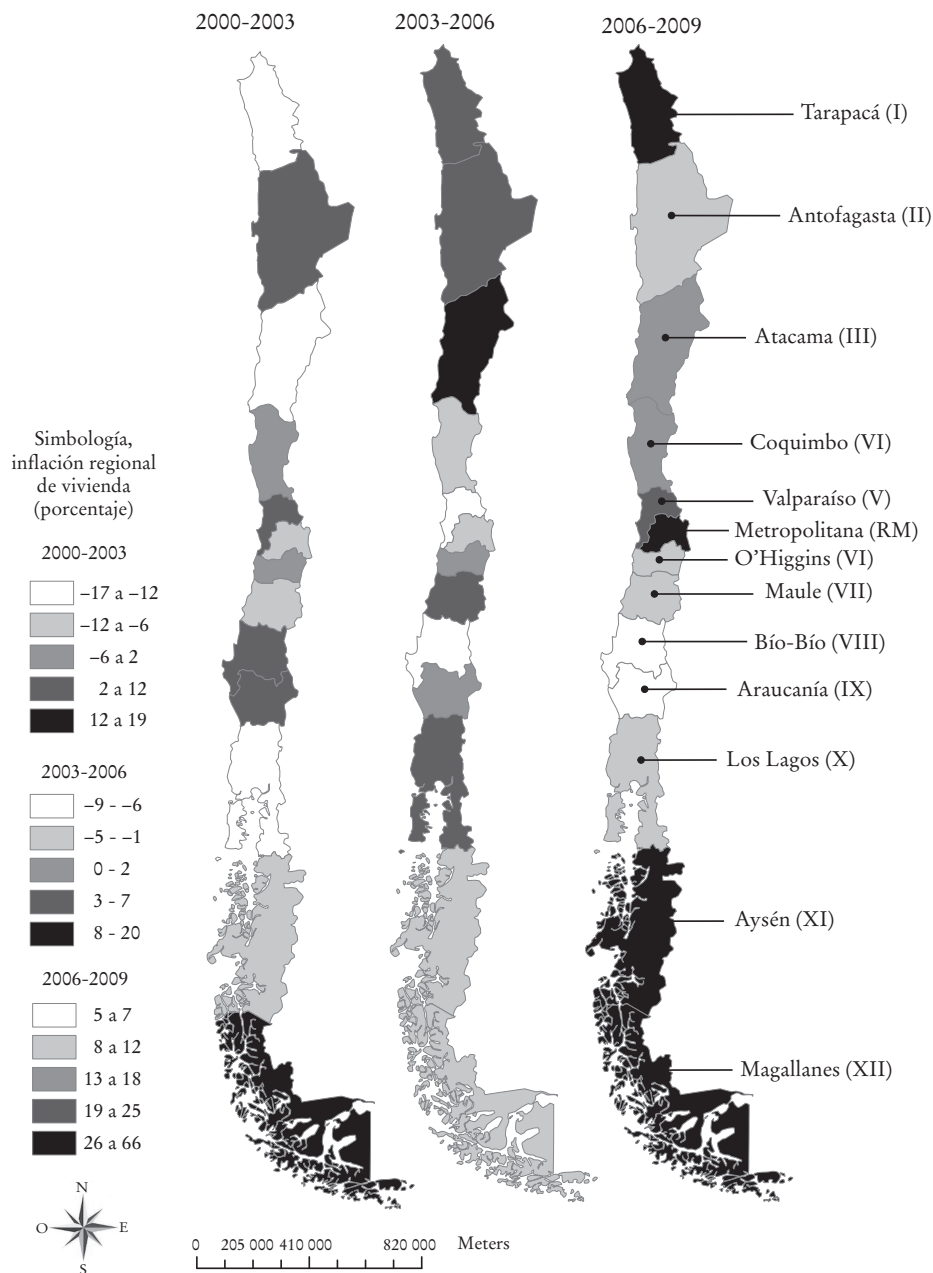 2000-2003
2003-2006
2006-2009
Tarapacá (I)
Antofagasta (II)
Atacama (III)
Coquimbo (VI)
Valparaíso (V)
Metropolitana (RM)
O’Higgins (VI)
Maule (VII)
Bío-Bío (VIII)
Araucanía (IX)
Los Lagos (X)
Aysén (XI)
Magallanes (XII)
Simbología,
inflación regional
de vivienda
(porcentaje)
2000-2003
−17 a −12
−12 a −6
−6 a 2
2 a 12
12 a 19
2003-2006
−9 - −6
−5 - −1
0 - 2
3 - 7
8 - 20
2006-2009
5 a 7
8 a 12
13 a 18
19 a 25
26 a 66
N
O
E
S
0 205 000 410 000 820 000 Meters